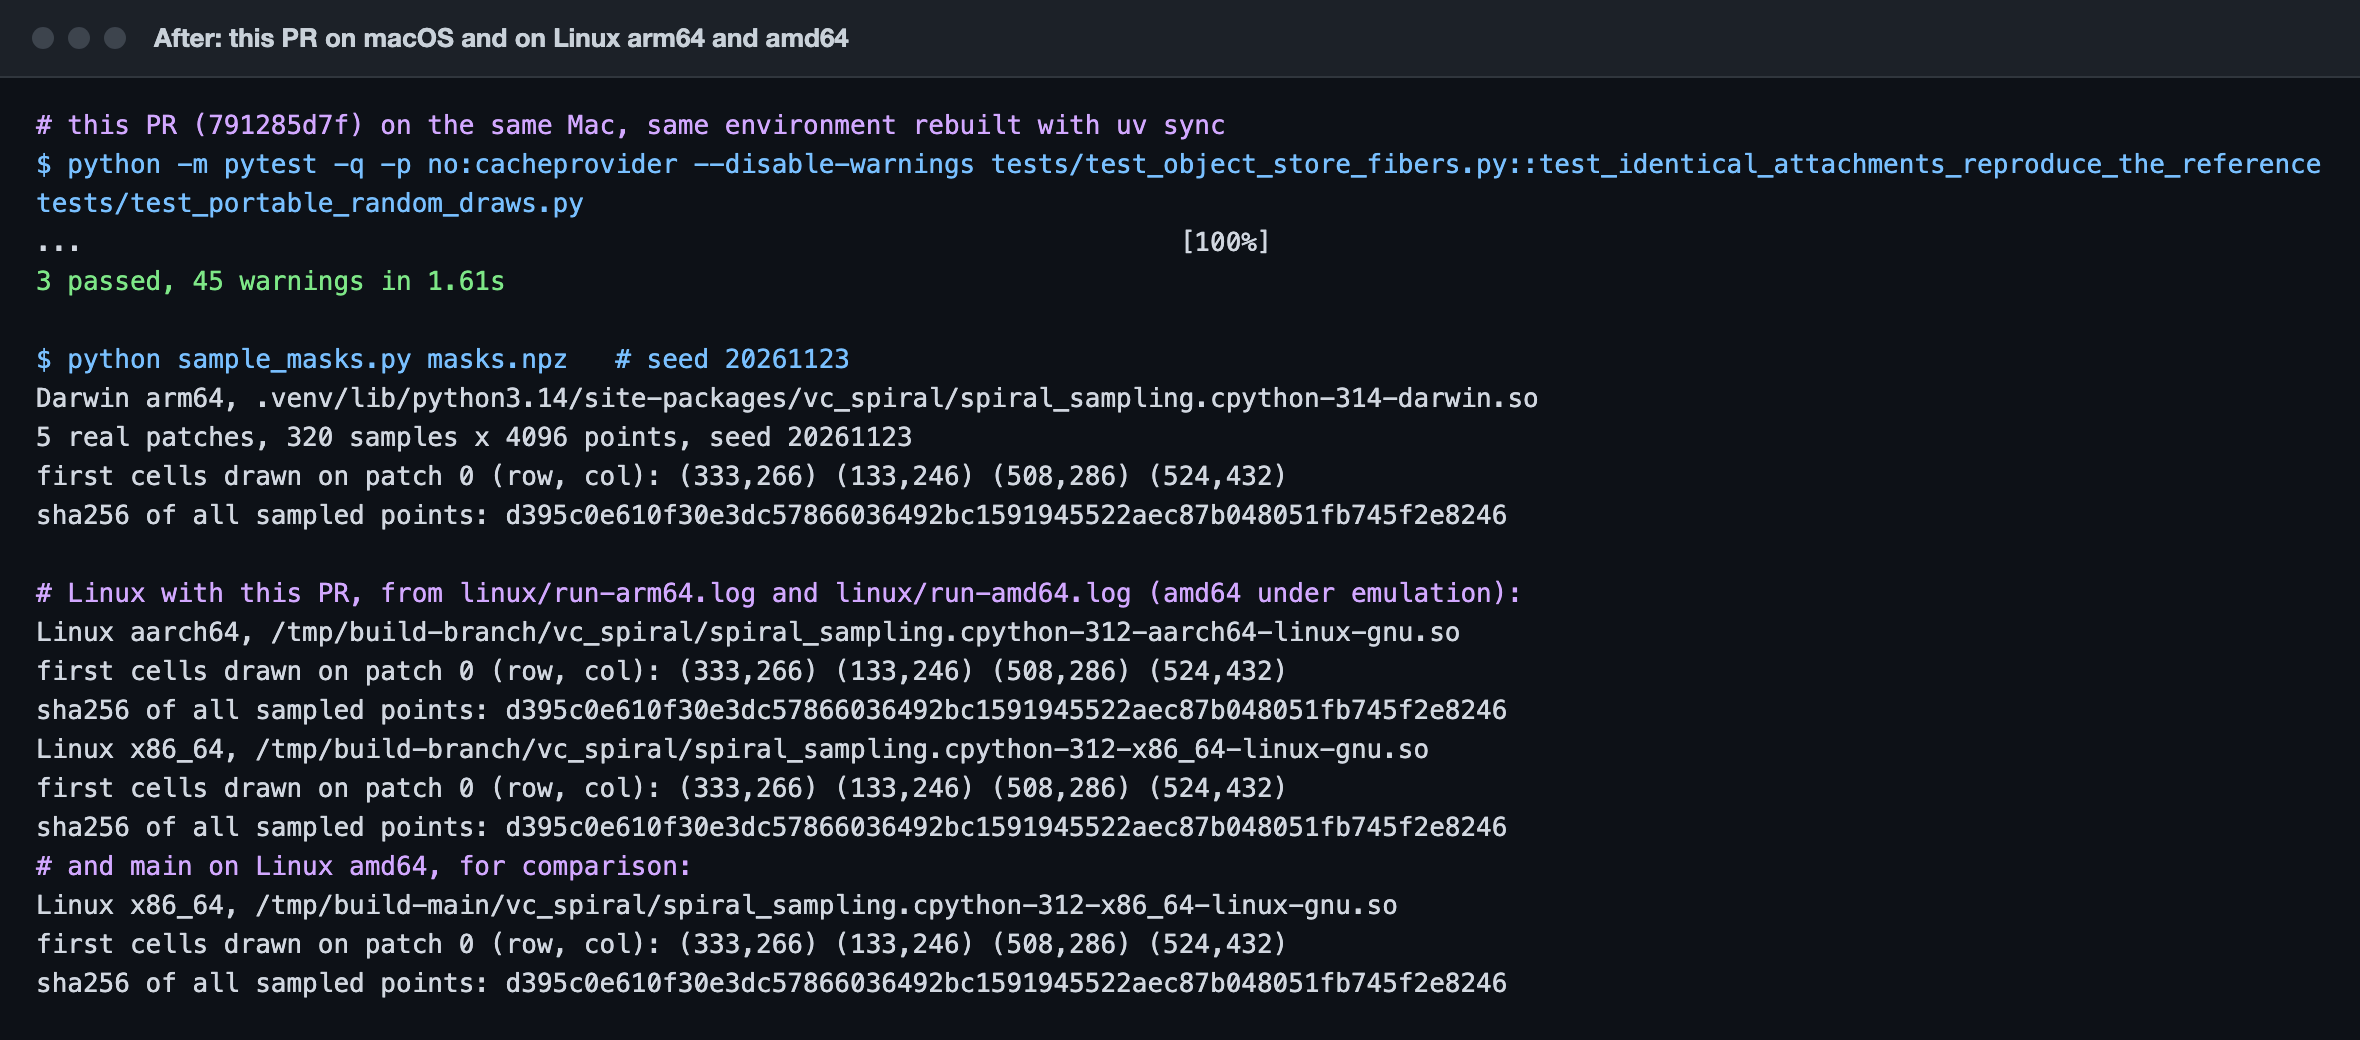 After: this PR on macOS and on Linux arm64 and amd64
# this PR (791285d7f) on the same Mac, same environment rebuilt with uv sync
$ python -m pytest -q -p no:cacheprovider --disable-warnings tests/test_object_store_fibers.py::test_identical_attachments_reproduce_the_reference
tests/test_portable_random_draws.py
... [100%]
3 passed, 45 warnings in 1.61s
$ python sample_masks.py masks.npz # seed 20261123
Darwin arm64, .venv/lib/python3.14/site-packages/vc_spiral/spiral_sampling.cpython-314-darwin.so
5 real patches, 320 samples x 4096 points, seed 20261123
first cells drawn on patch 0 (row, col): (333,266) (133,246) (508,286) (524,432)
sha256 of all sampled points: d395c0e610f30e3dc57866036492bc1591945522aec87b048051fb745f2e8246
# Linux with this PR, from linux/run-arm64.log and linux/run-amd64.log (amd64 under emulation):
Linux aarch64, /tmp/build-branch/vc_spiral/spiral_sampling.cpython-312-aarch64-linux-gnu.so
first cells drawn on patch 0 (row, col): (333,266) (133,246) (508,286) (524,432)
sha256 of all sampled points: d395c0e610f30e3dc57866036492bc1591945522aec87b048051fb745f2e8246
Linux x86_64, /tmp/build-branch/vc_spiral/spiral_sampling.cpython-312-x86_64-linux-gnu.so
first cells drawn on patch 0 (row, col): (333,266) (133,246) (508,286) (524,432)
sha256 of all sampled points: d395c0e610f30e3dc57866036492bc1591945522aec87b048051fb745f2e8246
# and main on Linux amd64, for comparison:
Linux x86_64, /tmp/build-main/vc_spiral/spiral_sampling.cpython-312-x86_64-linux-gnu.so
first cells drawn on patch 0 (row, col): (333,266) (133,246) (508,286) (524,432)
sha256 of all sampled points: d395c0e610f30e3dc57866036492bc1591945522aec87b048051fb745f2e8246